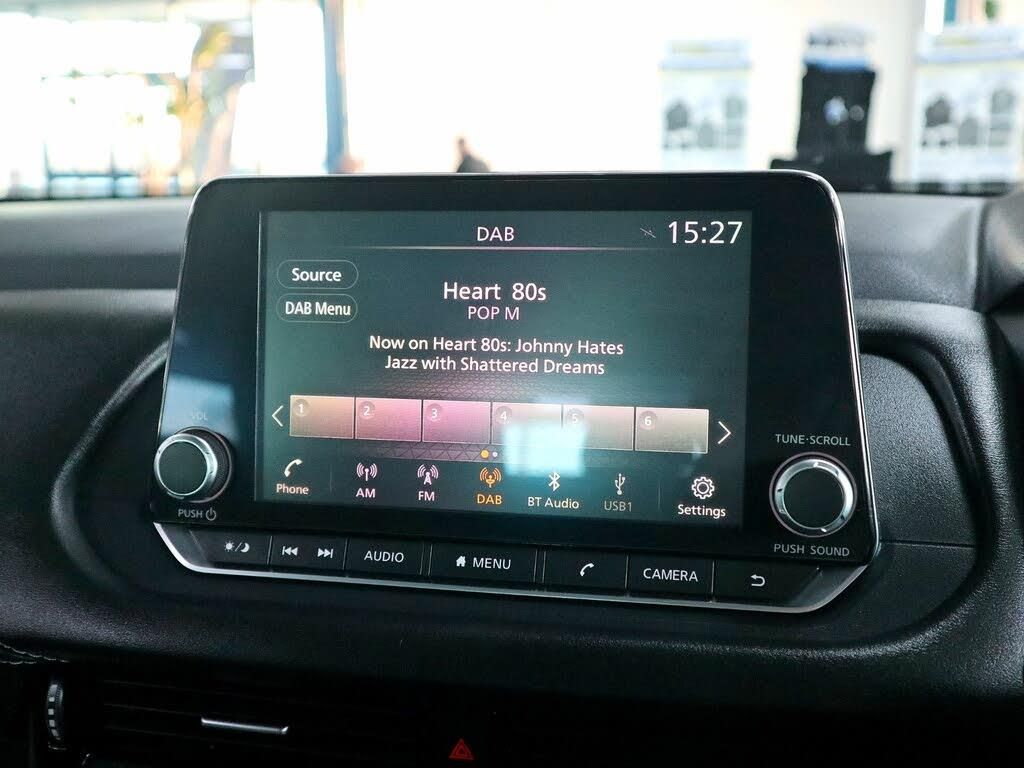 DAB
15:27
Source
DAB Menu
Heart 80s
POP M
Now on Heart 80s: Johnny Hates
Jazz with Shattered Dreams
1 2 3 4 5 6
Phone
AM
FM
DAB
BT Audio
USB1
Settings
VOL
PUSH
TUNE·SCROLL
PUSH SOUND
AUDIO
MENU
CAMERA